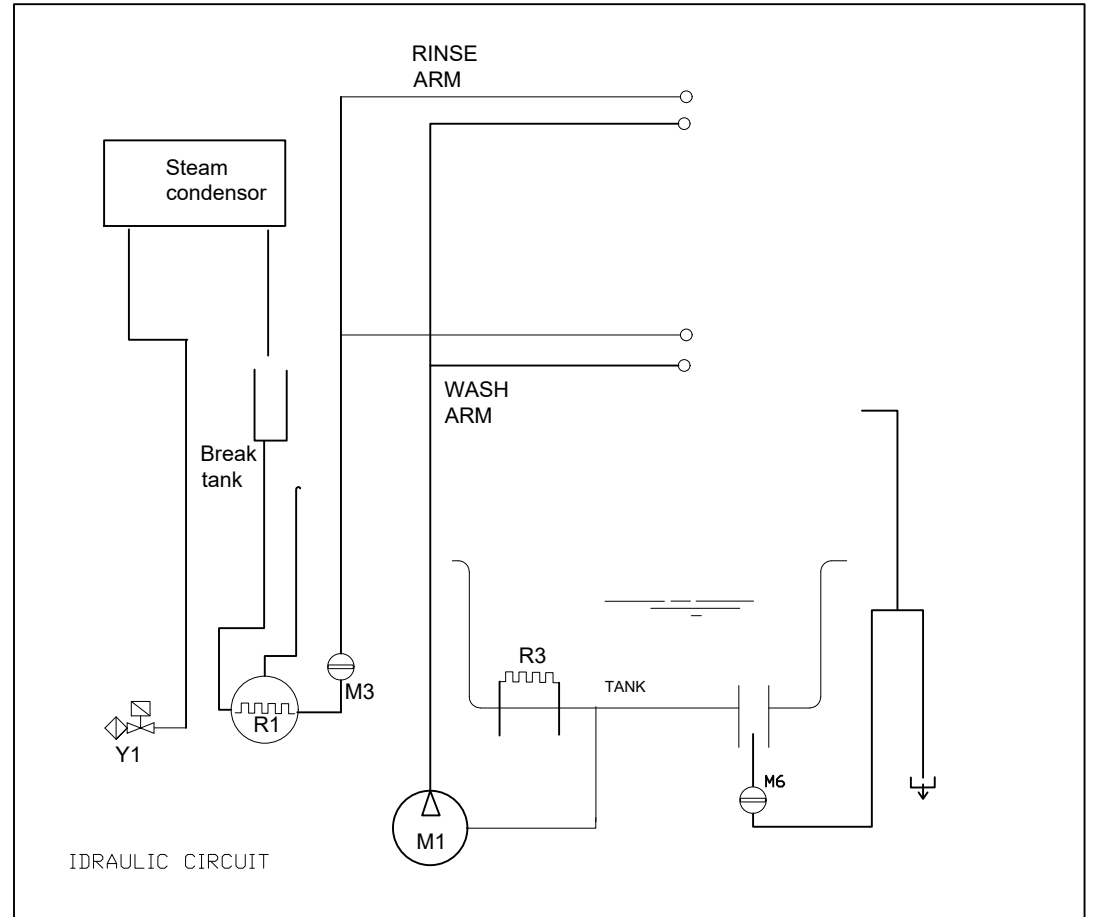 RINSE
ARM
Steam
condensor
WASH
ARM
Break
tank
R3
TANK
M3
R1
Y1
M6
M1
IDRAULIC CIRCUIT